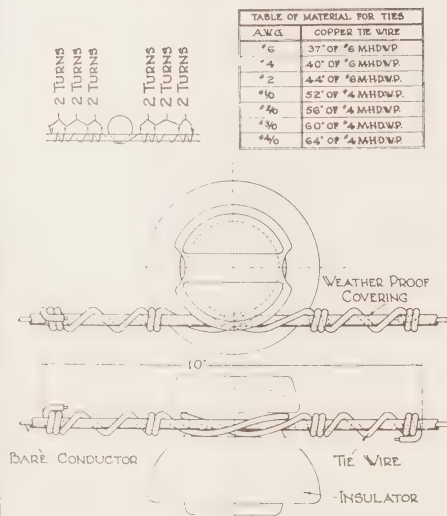 2 TURNS
2 TURNS
2 TURNS
2 TURNS
2 TURNS
2 TURNS
TABLE OF MATERIAL FOR TIES
A.W.G. COPPER TIE WIRE
#6 37" OF #6 M.H.D.W.P.
#4 40" OF #6 M.H.D.W.P.
#2 44" OF #6 M.H.D.W.P.
#1/0 52" OF #4 M.H.D.W.P.
#2/0 56" OF #4 M.H.D.W.P.
#3/0 60" OF #4 M.H.D.W.P.
#4/0 64" OF #4 M.H.D.W.P.
WEATHER PROOF
COVERING
10"
BARE CONDUCTOR
TIE WIRE
INSULATOR